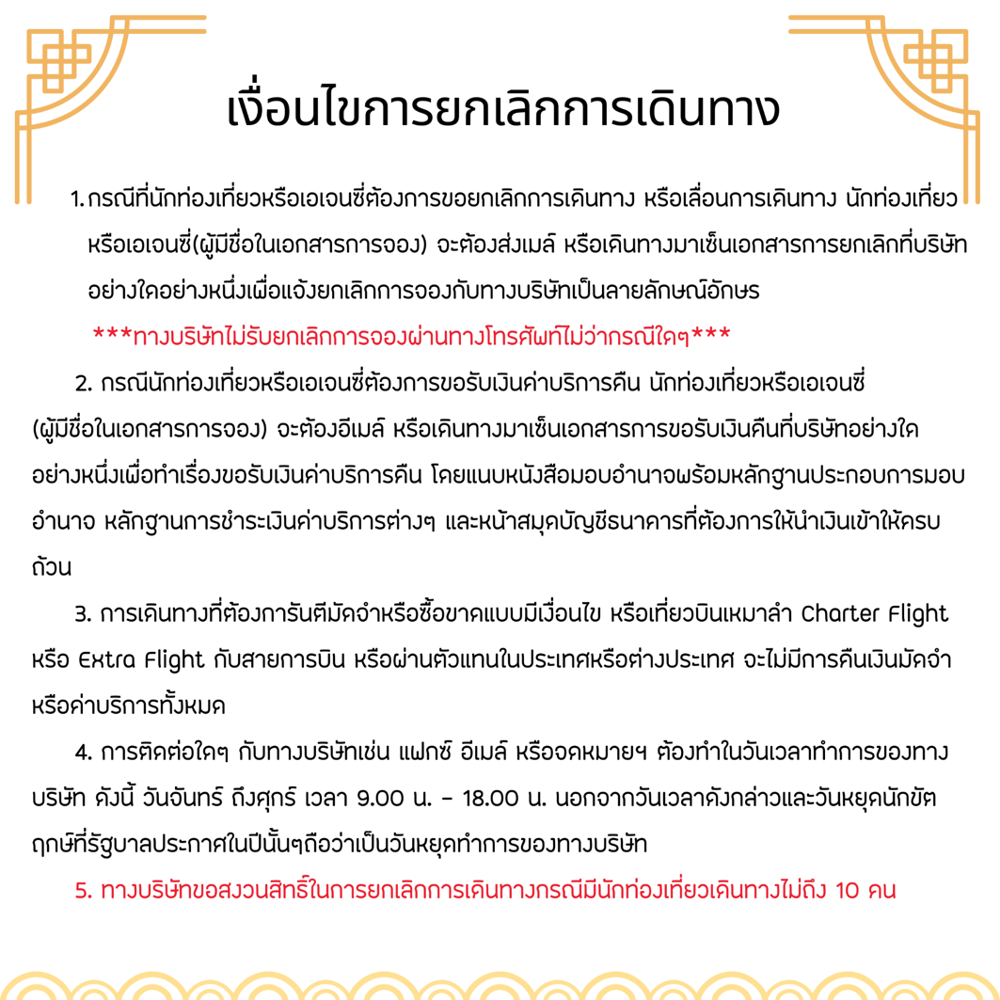 เงื่อนไขการยกเลิกการเดินทาง
1. กรณีที่นักท่องเที่ยวหรือเอเจนซี่ต้องการขอยกเลิกการเดินทาง หรือเลื่อนการเดินทาง นักท่องเที่ยว
หรือเอเจนซี่(ผู้มีชื่อในเอกสารการจอง) จะต้องส่งเมล์ หรือเดินทางมาเซ็นเอกสารการยกเลิกที่บริษัท
อย่างใดอย่างหนึ่งเพื่อแจ้งยกเลิกการจองกับทางบริษัทเป็นลายลักษณ์อักษร
***ทางบริษัทไม่รับยกเลิกการจองผ่านทางโทรศัพท์ไม่ว่ากรณีใดๆ***
2. กรณีนักท่องเที่ยวหรือเอเจนซี่ต้องการขอรับเงินค่าบริการคืน นักท่องเที่ยวหรือเอเจนซี่
(ผู้มีชื่อในเอกสารการจอง) จะต้องอีเมล์ หรือเดินทางมาเซ็นเอกสารการขอรับเงินคืนที่บริษัทอย่างใด
อย่างหนึ่งเพื่อทำเรื่องขอรับเงินค่าบริการคืน โดยแนบหนังสือมอบอำนาจพร้อมหลักฐานประกอบการมอบ
อำนาจ หลักฐานการชำระเงินค่าบริการต่างๆ และหน้าสมุดบัญชีธนาคารที่ต้องการให้นำเงินเข้าให้ครบ
ถ้วน
3. การเดินทางที่ต้องการันตีมัดจำหรือซื้อขาดแบบมีเงื่อนไข หรือเที่ยวบินเหมาลำ Charter Flight
หรือ Extra Flight กับสายการบิน หรือผ่านตัวแทนในประเทศหรือต่างประเทศ จะไม่มีการคืนเงินมัดจำ
หรือค่าบริการทั้งหมด
4. การติดต่อใดๆ กับทางบริษัทเช่น แฟกซ์ อีเมล์ หรือจดหมายฯ ต้องทำในวันเวลาทำการของทาง
บริษัท ดังนี้ วันจันทร์ ถึงศุกร์ เวลา 9.00 น. – 18.00 น. นอกจากวันเวลาดังกล่าวและวันหยุดนักขัต
ฤกษ์ที่รัฐบาลประกาศในปีนั้นๆถือว่าเป็นวันหยุดทำการของทางบริษัท
5. ทางบริษัทขอสงวนสิทธิ์ในการยกเลิกการเดินทางกรณีมีนักท่องเที่ยวเดินทางไม่ถึง 10 คน